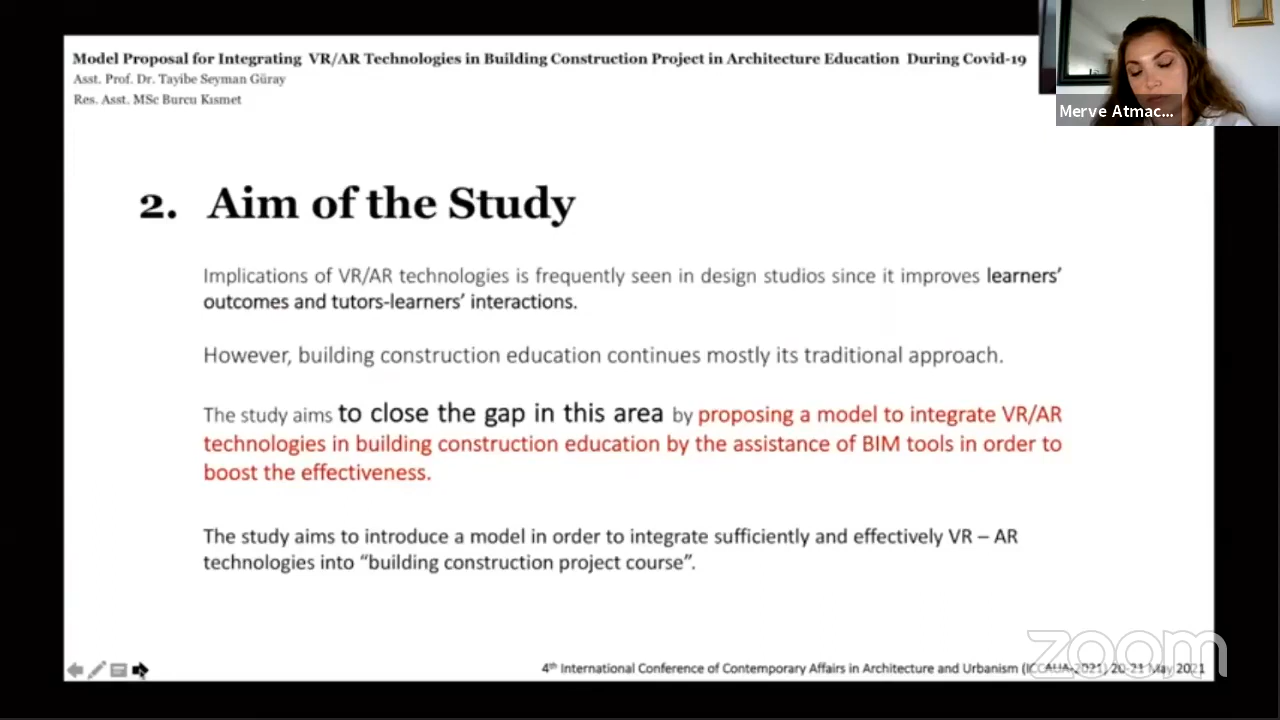 Model Proposal for Integrating VR/AR Technologies in Building Construction Project in Architecture Education During Covid-19
Asst. Prof. Dr. Tayibe Seyman Güray
Res. Asst. MSc Burcu Kısmet
Merve Atmac...
2. Aim of the Study
Implications of VR/AR technologies is frequently seen in design studios since it improves learners’
outcomes and tutors-learners’ interactions.
However, building construction education continues mostly its traditional approach.
The study aims to close the gap in this area by proposing a model to integrate VR/AR
technologies in building construction education by the assistance of BIM tools in order to
boost the effectiveness.
The study aims to introduce a model in order to integrate sufficiently and effectively VR – AR
technologies into “building construction project course”.
zoom
4th International Conference of Contemporary Affairs in Architecture and Urbanism (ICCAUA-2021) 20-21 May 2021